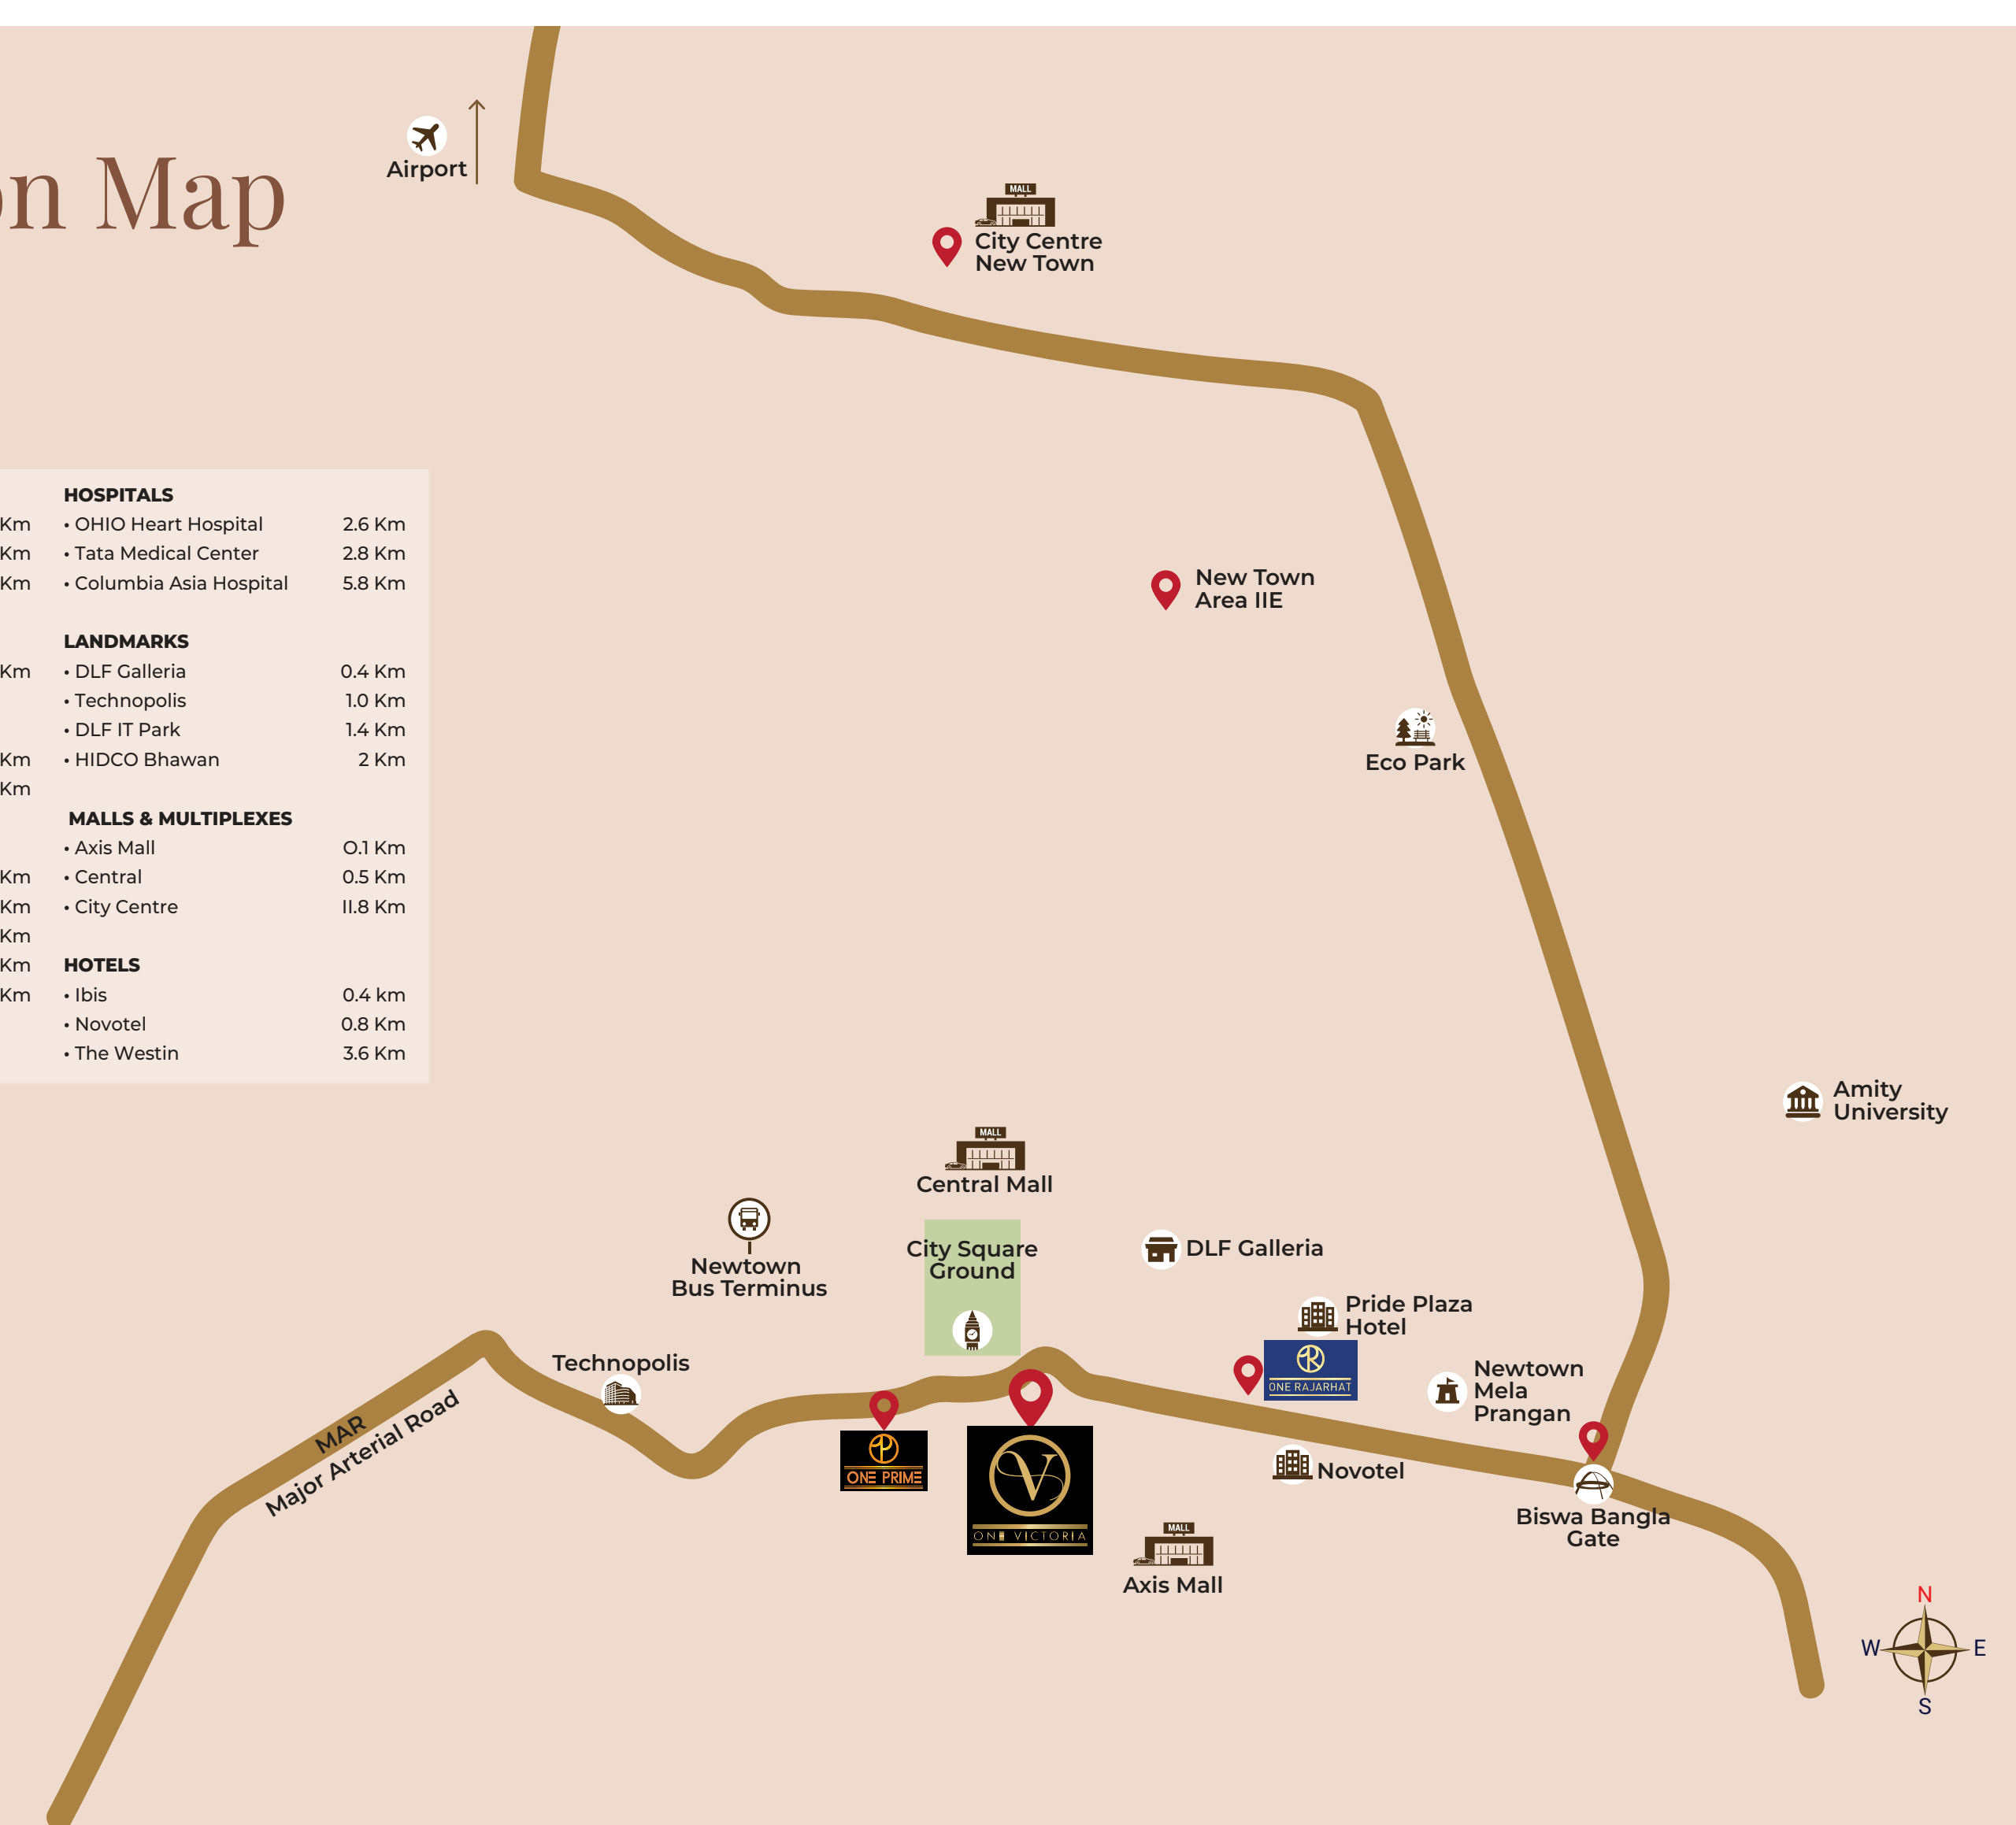 on Map
Airport
MALL
City Centre
New Town
New Town
Area IIE
Eco Park
Km
Km
Km
Km
Km
Km
Km
Km
Km
Km
Km
HOSPITALS
• OHIO Heart Hospital 2.6 Km
• Tata Medical Center 2.8 Km
• Columbia Asia Hospital 5.8 Km
LANDMARKS
• DLF Galleria 0.4 Km
• Technopolis 1.0 Km
• DLF IT Park 1.4 Km
• HIDCO Bhawan 2 Km
MALLS & MULTIPLEXES
• Axis Mall O.1 Km
• Central 0.5 Km
• City Centre II.8 Km
HOTELS
• Ibis 0.4 km
• Novotel 0.8 Km
• The Westin 3.6 Km
Amity
University
MALL
Central Mall
City Square
Ground
Newtown
Bus Terminus
DLF Galleria
Pride Plaza
Hotel
ONE RAJARHAT
Technopolis
Newtown
Mela
Prangan
MAR
Major Arterial Road
ONE PRIME
V
ONE VICTORIA
Novotel
Biswa Bangla
Gate
MALL
Axis Mall
N
W E
S